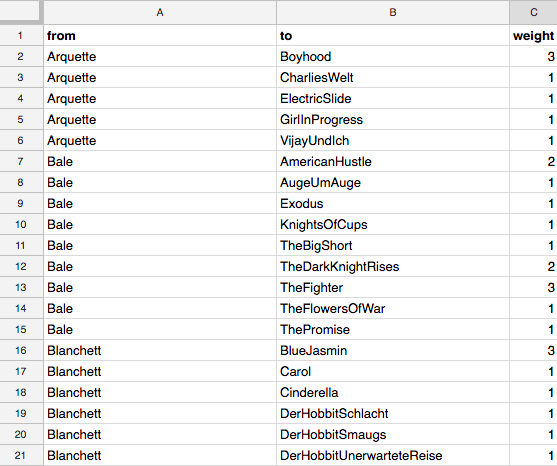 A B C
1 from to weight
2 Arquette Boyhood 3
3 Arquette CharliesWelt 1
4 Arquette ElectricSlide 1
5 Arquette GirlInProgress 1
6 Arquette VijayUndIch 1
7 Bale AmericanHustle 2
8 Bale AugeUmAuge 1
9 Bale Exodus 1
10 Bale KnightsOfCups 1
11 Bale TheBigShort 1
12 Bale TheDarkKnightRises 2
13 Bale TheFighter 3
14 Bale TheFlowersOfWar 1
15 Bale ThePromise 1
16 Blanchett BlueJasmin 3
17 Blanchett Carol 1
18 Blanchett Cinderella 1
19 Blanchett DerHobbitSchlacht 1
20 Blanchett DerHobbitSmaugs 1
21 Blanchett DerHobbitUnerwarteteReise 1